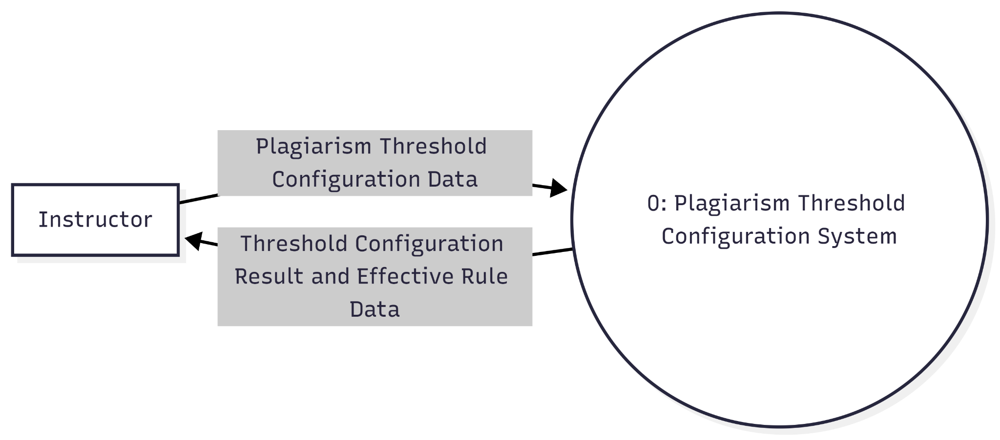 Plagiarism Threshold
Configuration Data
Instructor
0: Plagiarism Threshold
Configuration System
Threshold Configuration
Result and Effective Rule
Data